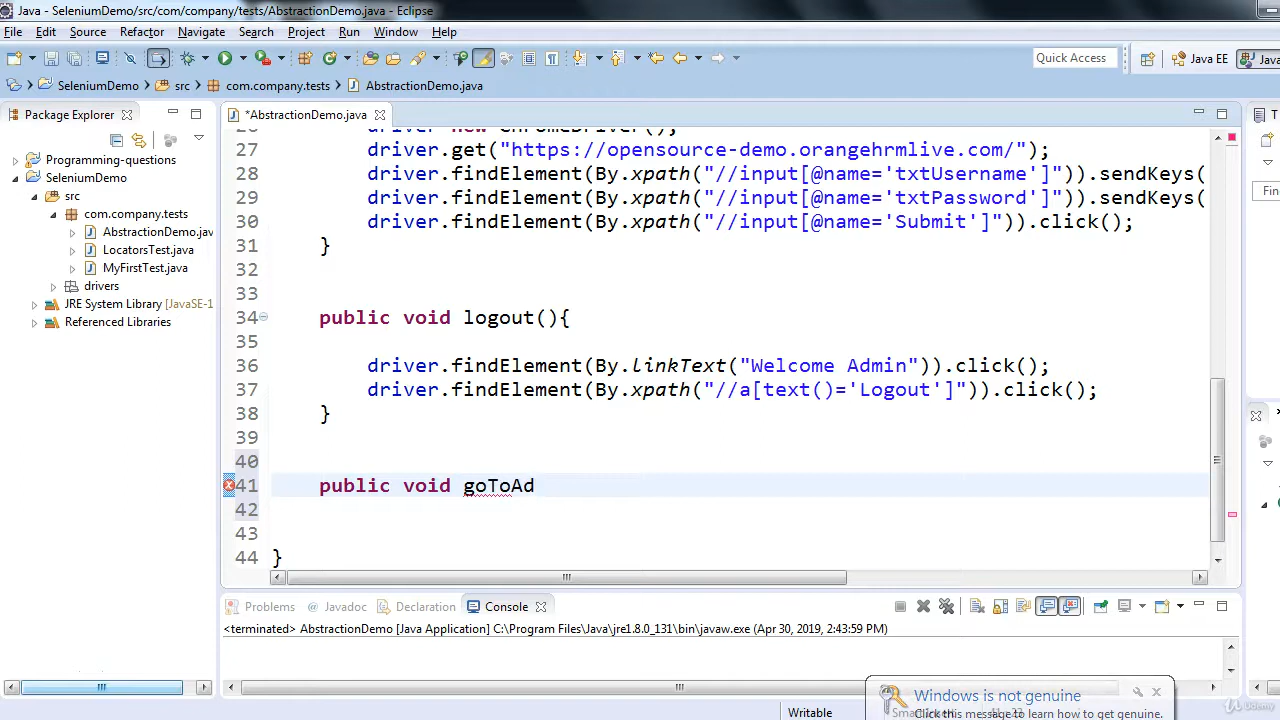 Java - SeleniumDemo/src/com/company/tests/AbstractionDemo.java - Eclipse
File Edit Source Refactor Navigate Search Project Run Window Help
Quick Access
Java EE
Java
SeleniumDemo src com.company.tests AbstractionDemo.java
Package Explorer
*AbstractionDemo.java
Programming-questions
SeleniumDemo
src
com.company.tests
AbstractionDemo.jav
LocatorsTest.java
MyFirstTest.java
drivers
JRE System Library [JavaSE-1
Referenced Libraries
27 driver.get("https://opensource-demo.orangehrmlive.com/");
28 driver.findElement(By.xpath("//input[@name='txtUsername']")).sendKeys(
29 driver.findElement(By.xpath("//input[@name='txtPassword']")).sendKeys(
30 driver.findElement(By.xpath("//input[@name='Submit']")).click();
31 }
32
33
34 public void logout(){
35
36 driver.findElement(By.linkText("Welcome Admin")).click();
37 driver.findElement(By.xpath("//a[text()='Logout']")).click();
38 }
39
40
41 public void goToAd
42
43
44 }
T
Fin
Problems Javadoc Declaration Console
<terminated> AbstractionDemo [Java Application] C:\Program Files\Java\jre1.8.0_131\bin\javaw.exe (Apr 30, 2019, 2:43:59 PM)
Windows is not genuine
Click this message to learn how to get genuine.
Writable
Udemy